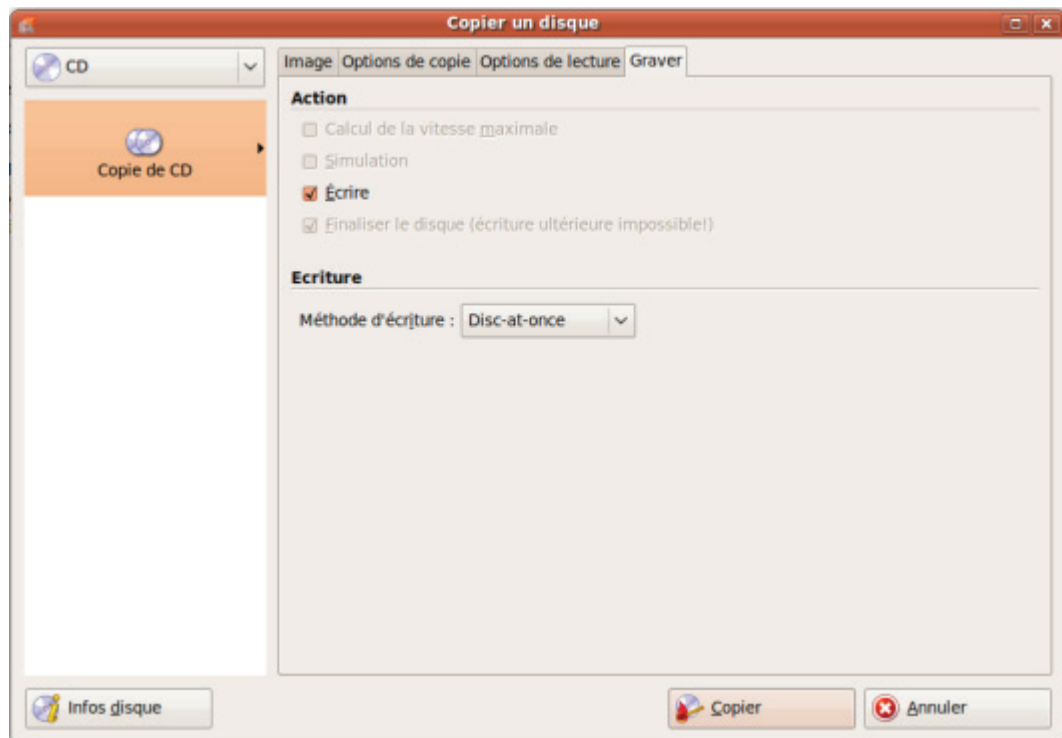 Copier un disque
CD
Copie de CD
Image Options de copie Options de lecture Graver
Action
Calcul de la vitesse maximale
Simulation
Écrire
Finaliser le disque (écriture ultérieure impossible!)
Ecriture
Méthode d'écriture : Disc-at-once
Infos disque
Copier
Annuler